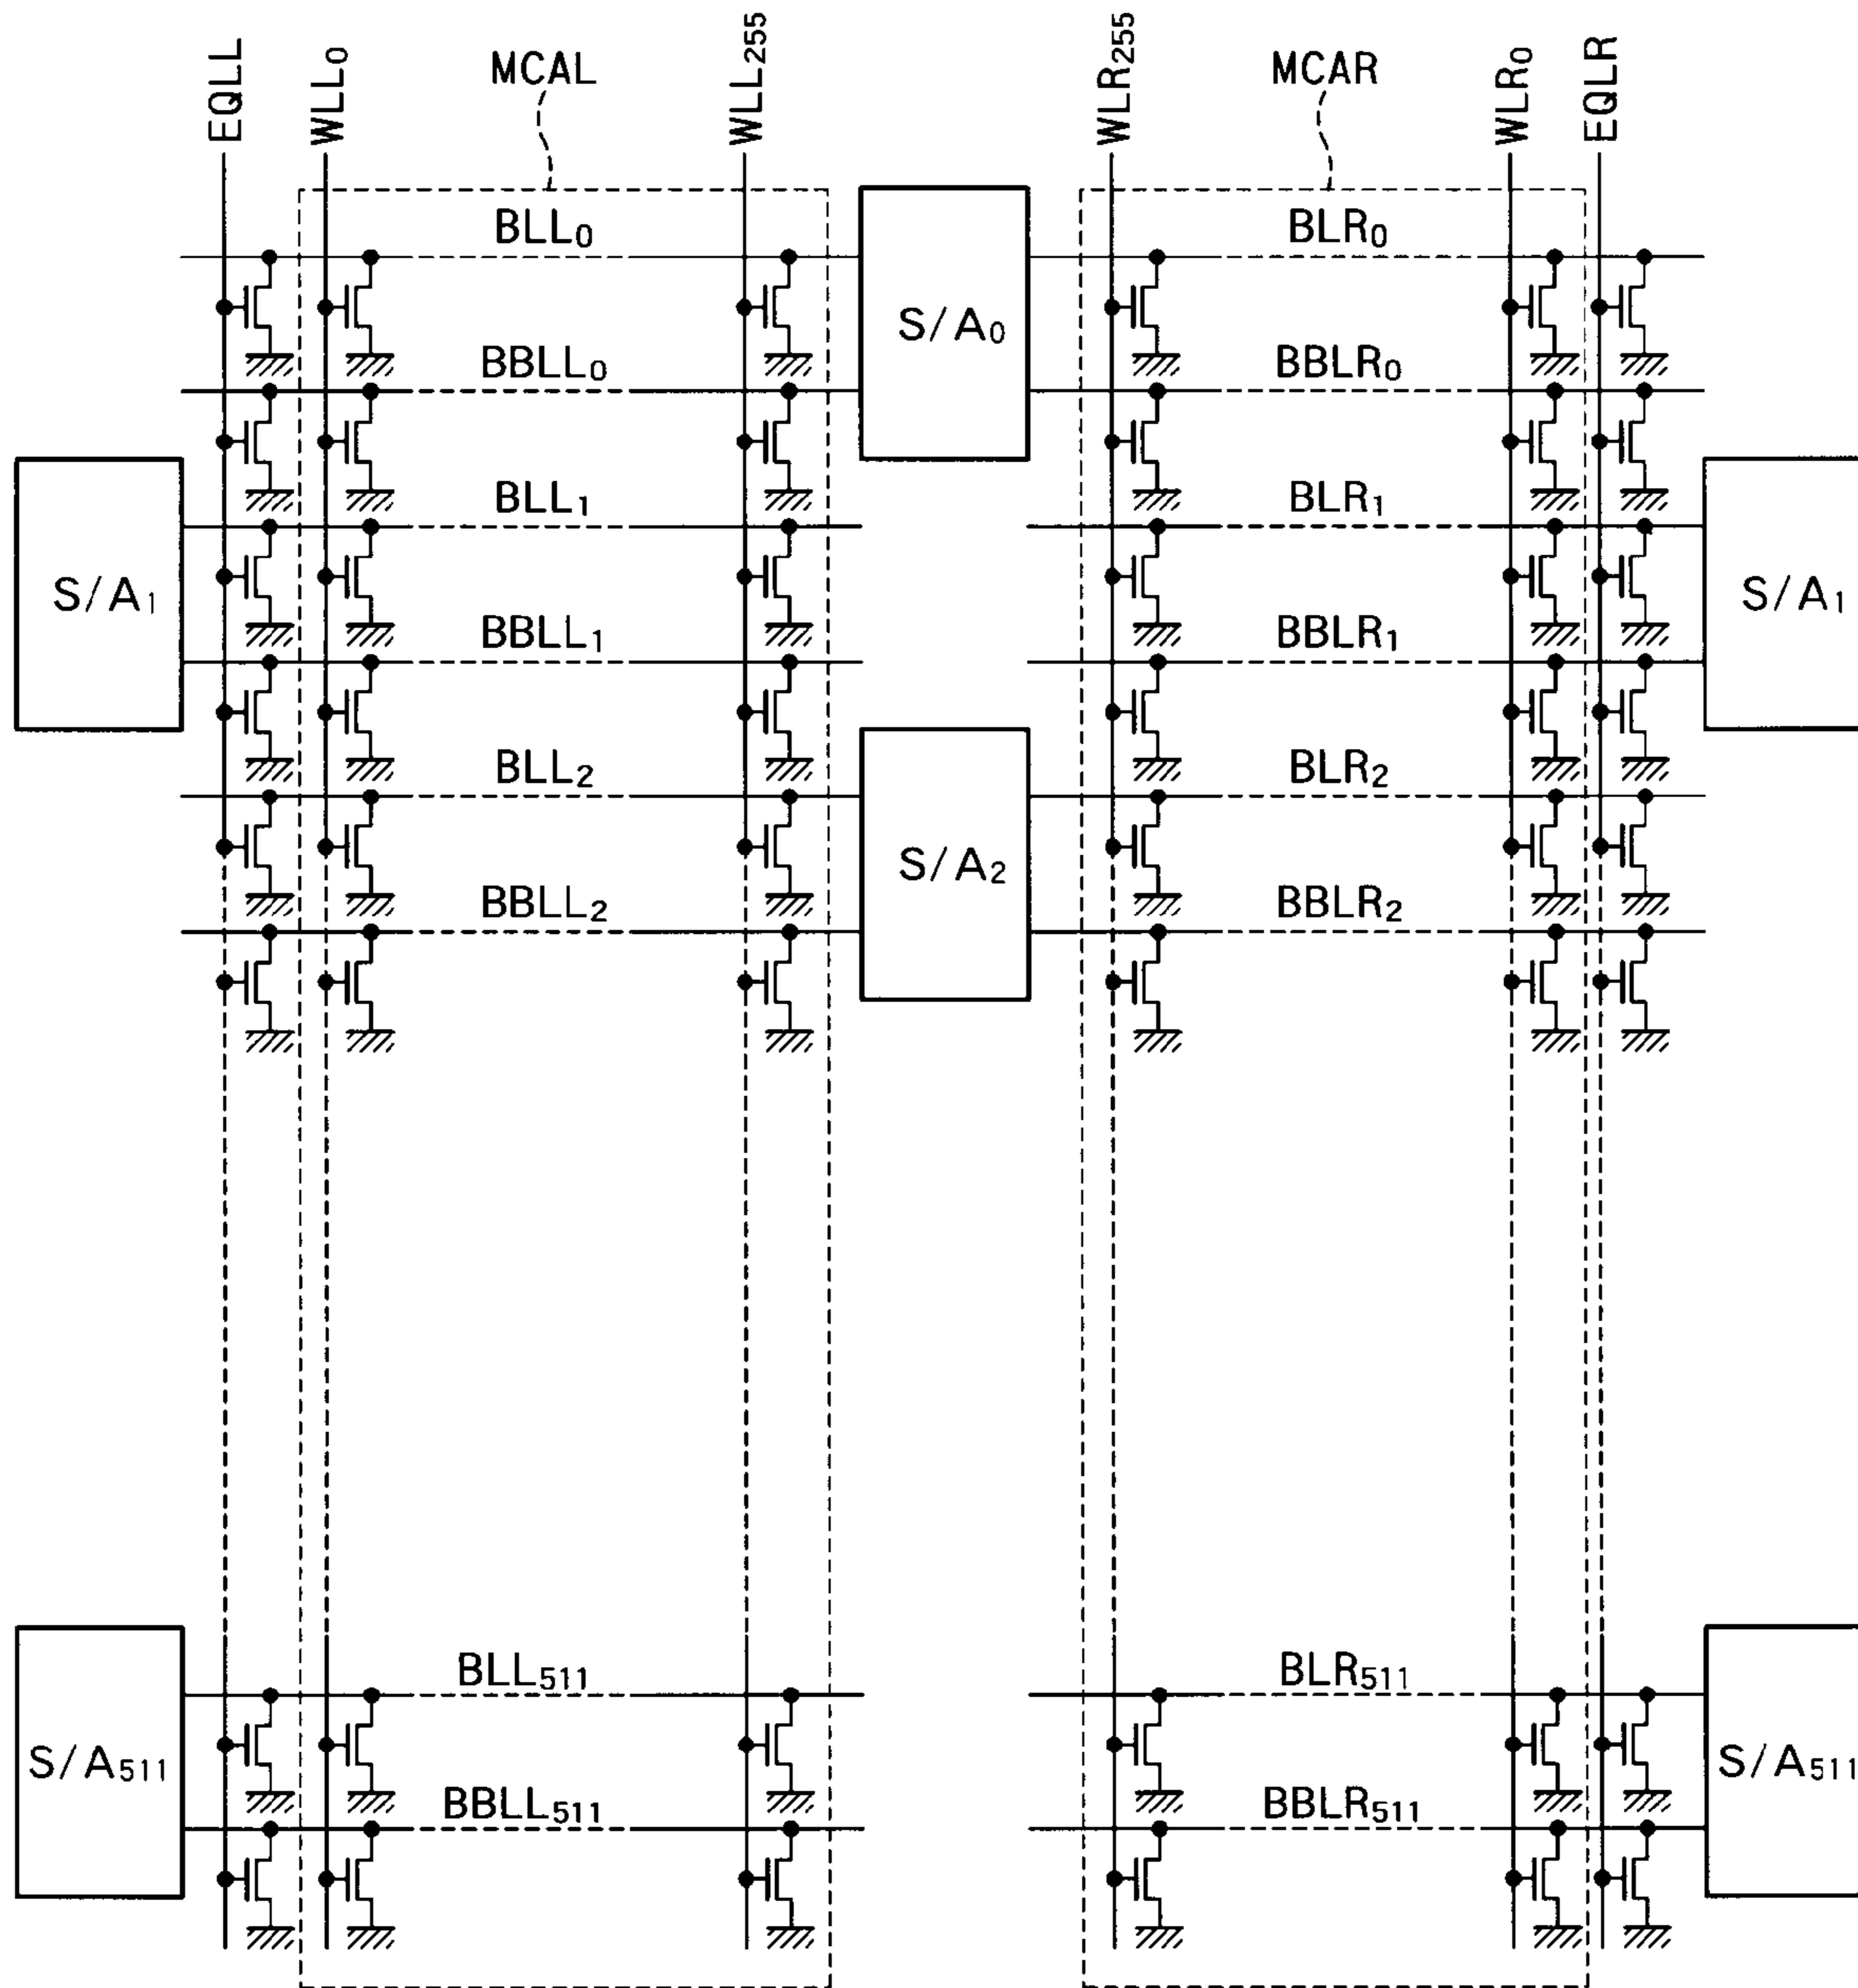 EQLL
WLL0
MCAL
WLL255
WLR255
MCAR
WLR0
EQLR
BLL0
BLR0
S/A0
BBLL0
BBLR0
BLL1
BLR1
S/A1
S/A1
BBLL1
BBLR1
BLL2
BLR2
S/A2
BBLL2
BBLR2
BLL511
BLR511
S/A511
S/A511
BBLL511
BBLR511